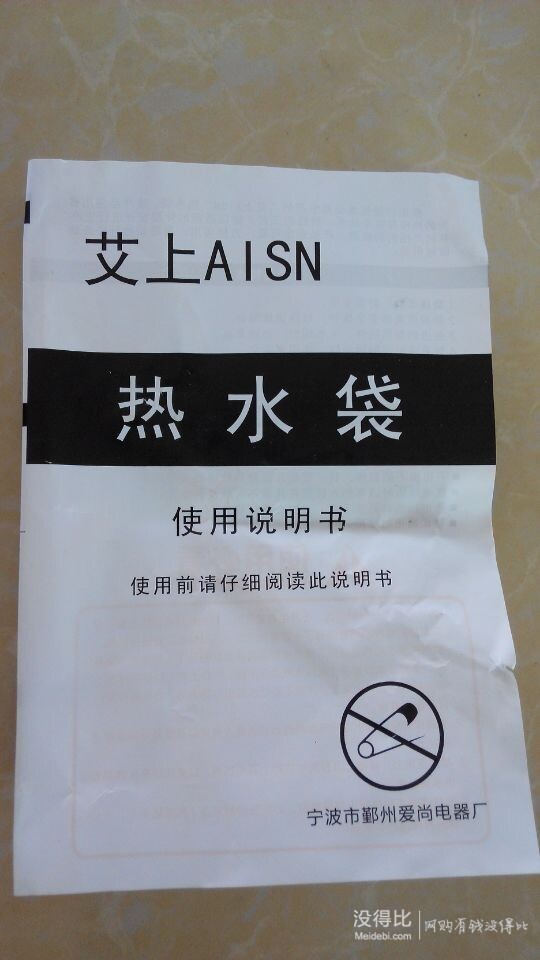 艾上AISN
热水袋
使用说明书
使用前请仔细阅读此说明书
宁波市鄞州爱尚电器厂
没得比 网购有钱没得比
Meidebi.com